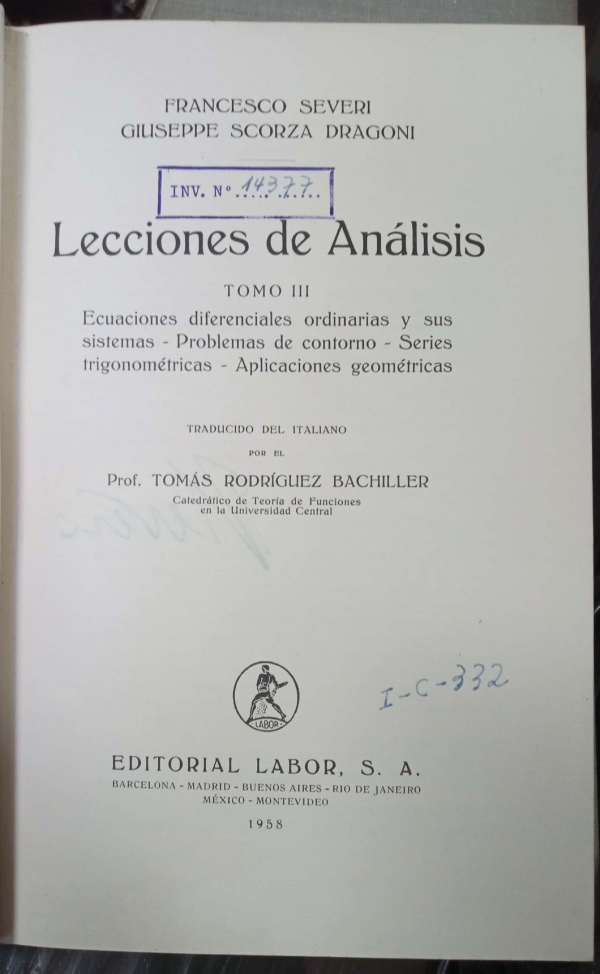 FRANCESCO SEVERI
GIUSEPPE SCORZA DRAGONI
INV. Nº 14377
Lecciones de Análisis
TOMO III
Ecuaciones diferenciales ordinarias y sus
sistemas - Problemas de contorno - Series
trigonométricas - Aplicaciones geométricas
TRADUCIDO DEL ITALIANO
POR EL
Prof. TOMÁS RODRÍGUEZ BACHILLER
Catedrático de Teoría de Funciones
en la Universidad Central
LABOR
I-C-332
EDITORIAL LABOR, S. A.
BARCELONA - MADRID - BUENOS AIRES - RIO DE JANEIRO
MÉXICO - MONTEVIDEO
1958